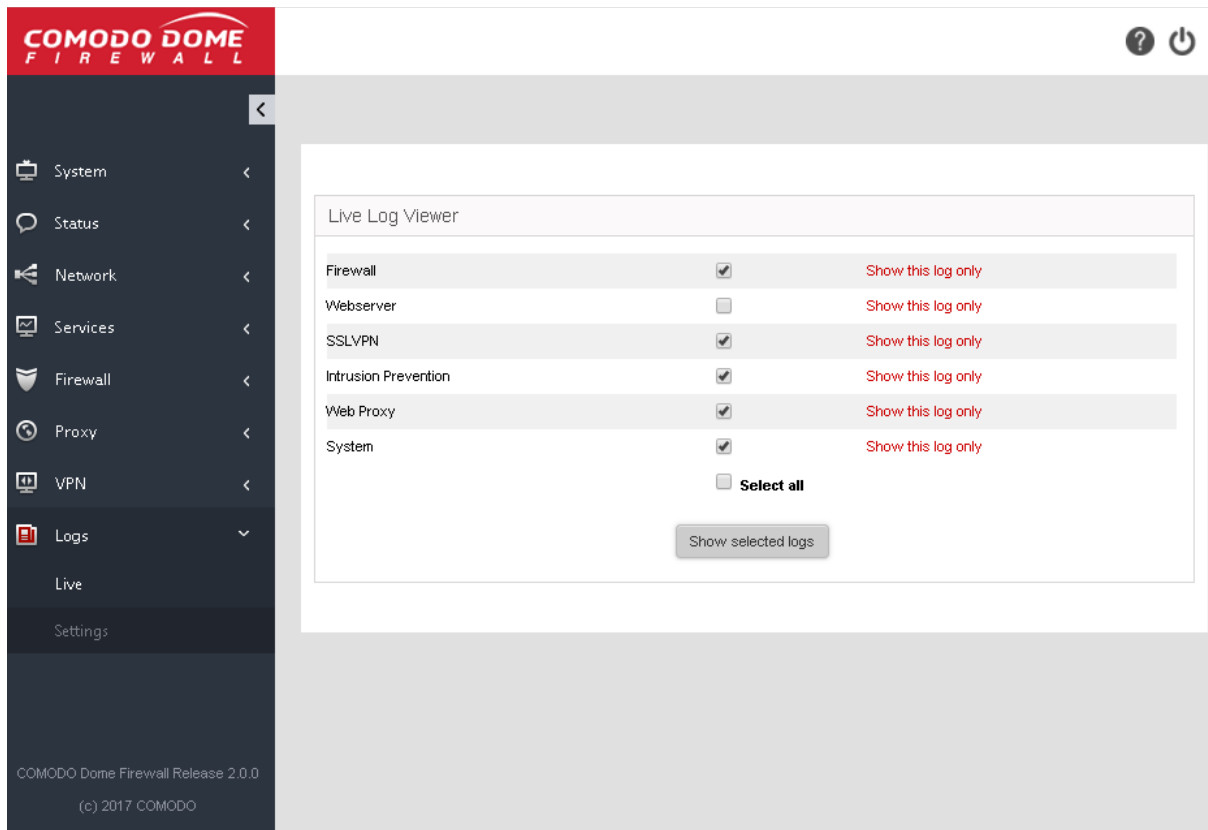 COMODO DOME
FIREWALL
System
Status
Network
Services
Firewall
Proxy
VPN
Logs
Live
Settings
COMODO Dome Firewall Release 2.0.0
(c) 2017 COMODO
Live Log Viewer
Firewall Show this log only
Webserver Show this log only
SSLVPN Show this log only
Intrusion Prevention Show this log only
Web Proxy Show this log only
System Show this log only
Select all
Show selected logs